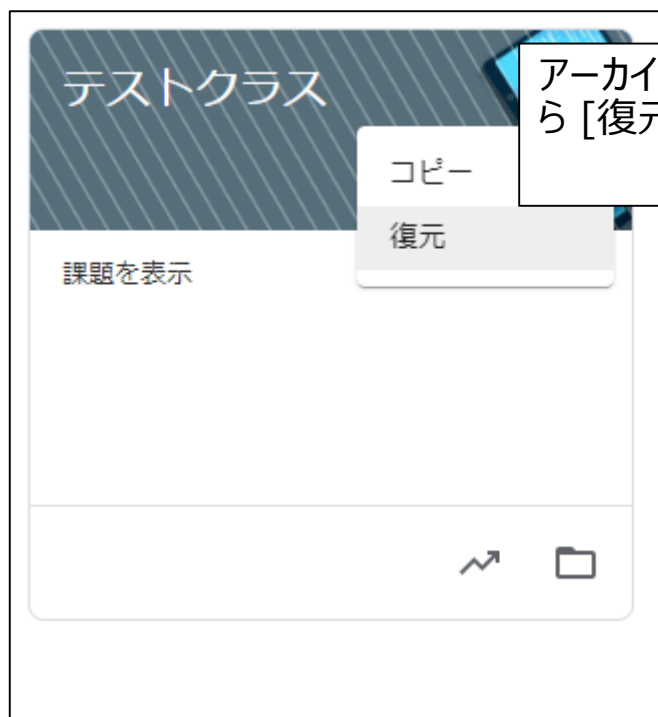 テストクラス
アーカイ
ら [復元
コピー
復元
課題を表示